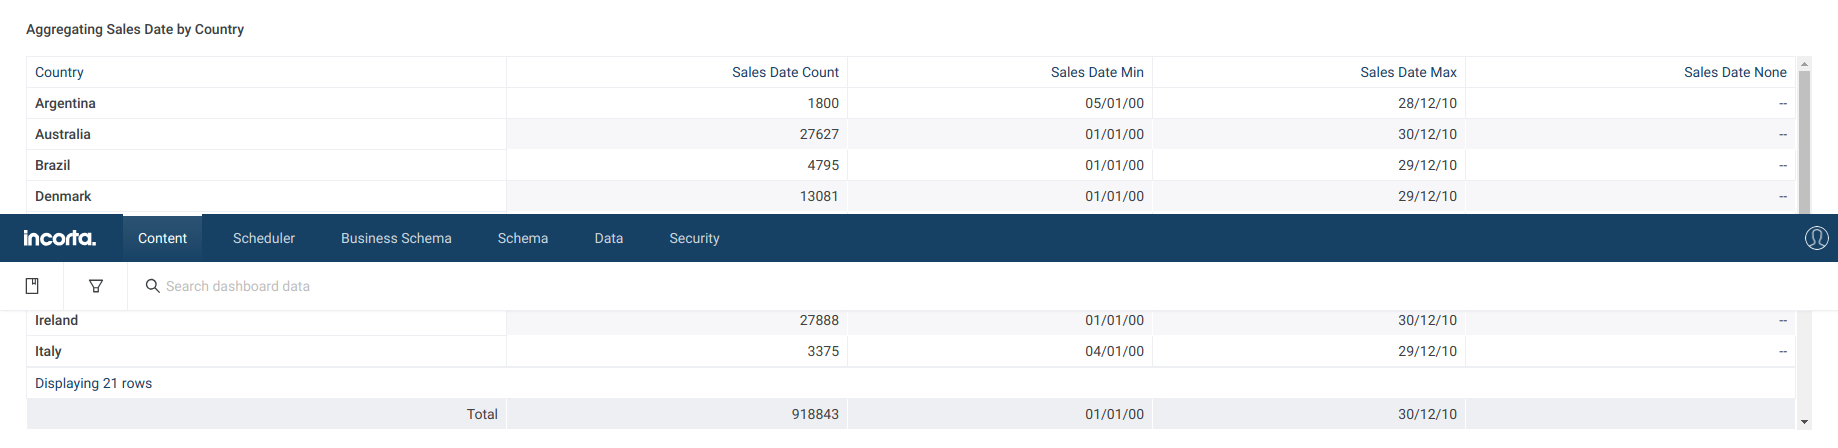 Aggregating Sales Date by Country
Country Sales Date Count Sales Date Min Sales Date Max Sales Date None
Argentina 1800 05/01/00 28/12/10 --
Australia 27627 01/01/00 30/12/10 --
Brazil 4795 01/01/00 29/12/10 --
Denmark 13081 01/01/00 29/12/10 --
incorta. Content Scheduler Business Schema Schema Data Security
Search dashboard data
Ireland 27888 01/01/00 30/12/10 --
Italy 3375 04/01/00 29/12/10 --
Displaying 21 rows
Total 918843 01/01/00 30/12/10